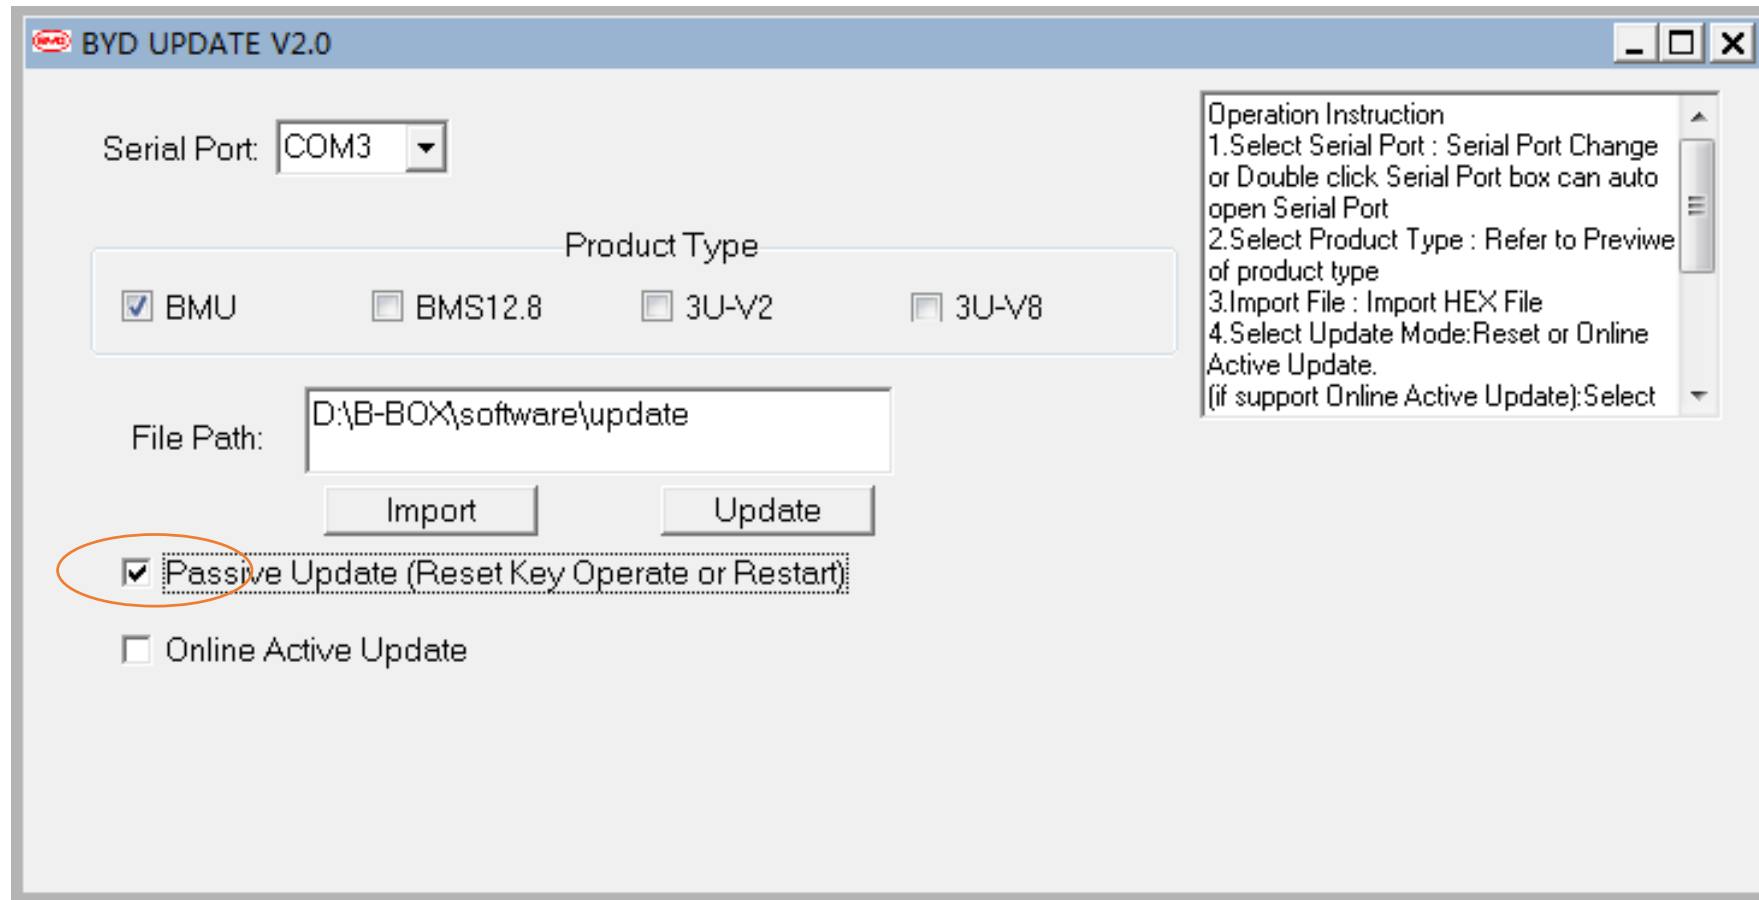 BYD UPDATE V2.0
Serial Port: COM3
Product Type
BMU BMS12.8 3U-V2 3U-V8
File Path: D:\B-BOX\software\update
Import Update
Passive Update (Reset Key Operate or Restart)
Online Active Update
Operation Instruction
1.Select Serial Port : Serial Port Change
or Double click Serial Port box can auto
open Serial Port
2.Select Product Type : Refer to Previwe
of product type
3.Import File : Import HEX File
4.Select Update Mode:Reset or Online
Active Update.
(if support Online Active Update):Select